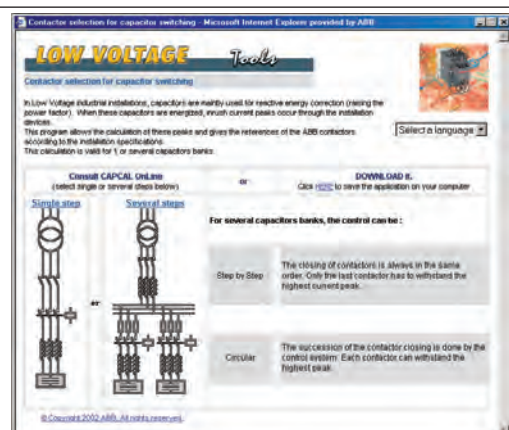 Contactor selection for capacitor switching - Microsoft Internet Explorer provided by ABB
LOW VOLTAGE Tools
Contactor selection for capacitor switching
In Low Voltage industrial installations, capacitors are mainly used for reactive energy correction (raising the
power factor). When these capacitors are energized, inrush current peaks occur through the installation
devices.
This program allows the calculation of these peaks and gives the references of the ABB contactors
according to the installation specifications.
This calculation is valid for 1 or several capacitors banks.
Select a language
Consult CAPCAL OnLine
(select single or several steps below)
or
DOWNLOAD it.
Click HERE to save the application on your computer
Single step
Several steps
or
For several capacitors banks, the control can be :
Step by Step
The closing of contactors is always in the same
order. Only the last contactor has to withstand the
highest current peak.
Circular
The succession of the contactor closing is done by the
control system. Each contactor can withstand the
highest peak.
© Copyright 2002 ABB. All rights reserved.